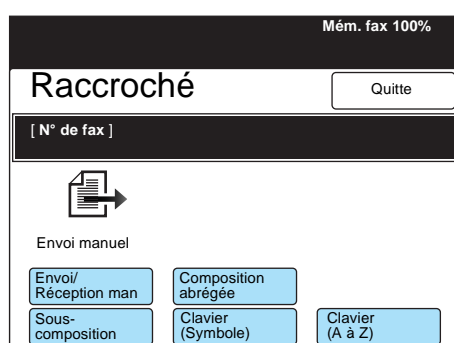 Mém. fax 100%
Raccroché
Quitte
[ N° de fax ]
Envoi manuel
Envoi/
Réception man
Composition
abrégée
Sous-
composition
Clavier
(Symbole)
Clavier
(A à Z)